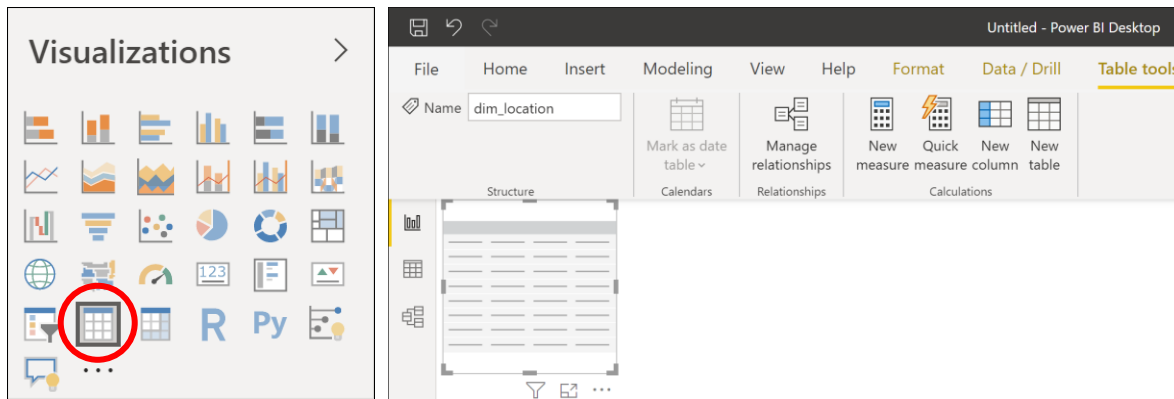 Visualizations
123
R
Py
Untitled - Power BI Desktop
File Home Insert Modeling View Help Format Data / Drill Table tools
Name dim_location
Mark as date table
Manage relationships
New measure
Quick measure
New column
New table
Structure Calendars Relationships Calculations